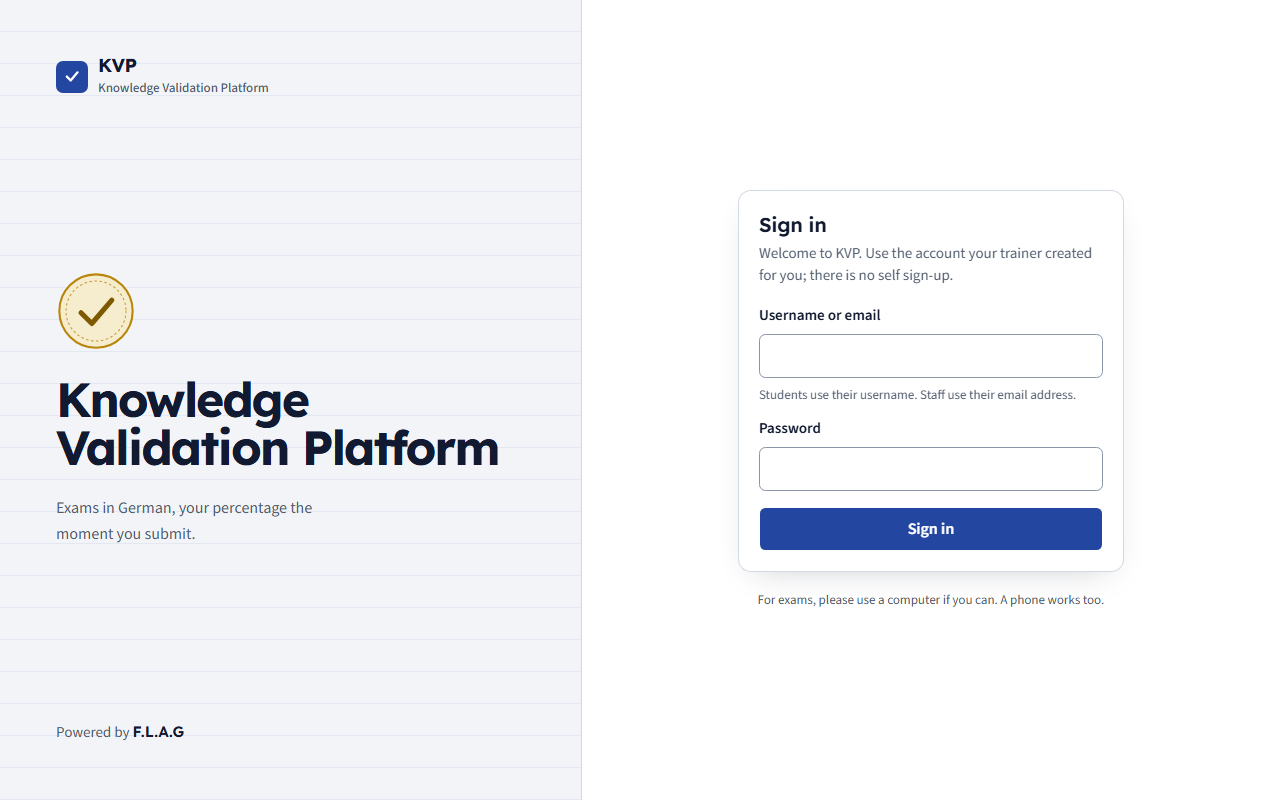 KVP
Knowledge Validation Platform
Knowledge
Validation Platform
Exams in German, your percentage the
moment you submit.
Powered by F.L.A.G
Sign in
Welcome to KVP. Use the account your trainer created
for you; there is no self sign-up.
Username or email
Students use their username. Staff use their email address.
Password
Sign in
For exams, please use a computer if you can. A phone works too.